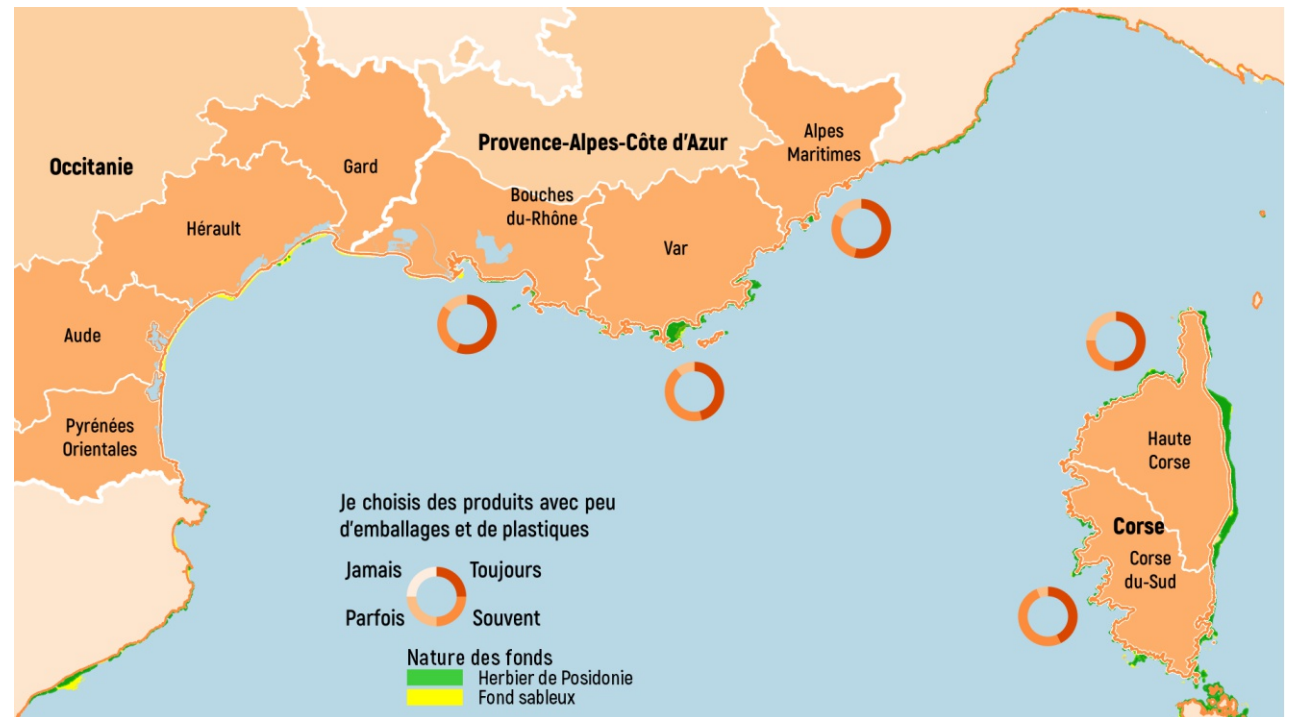 Occitanie
Provence-Alpes-Côte d'Azur
Alpes
Maritimes
Gard
Bouches
du-Rhône
Hérault
Var
Aude
Pyrénées
Orientales
Haute
Corse
Corse
Corse
du-Sud
Je choisis des produits avec peu
d'emballages et de plastiques
Jamais
Toujours
Parfois
Souvent
Nature des fonds
Herbier de Posidonie
Fond sableux